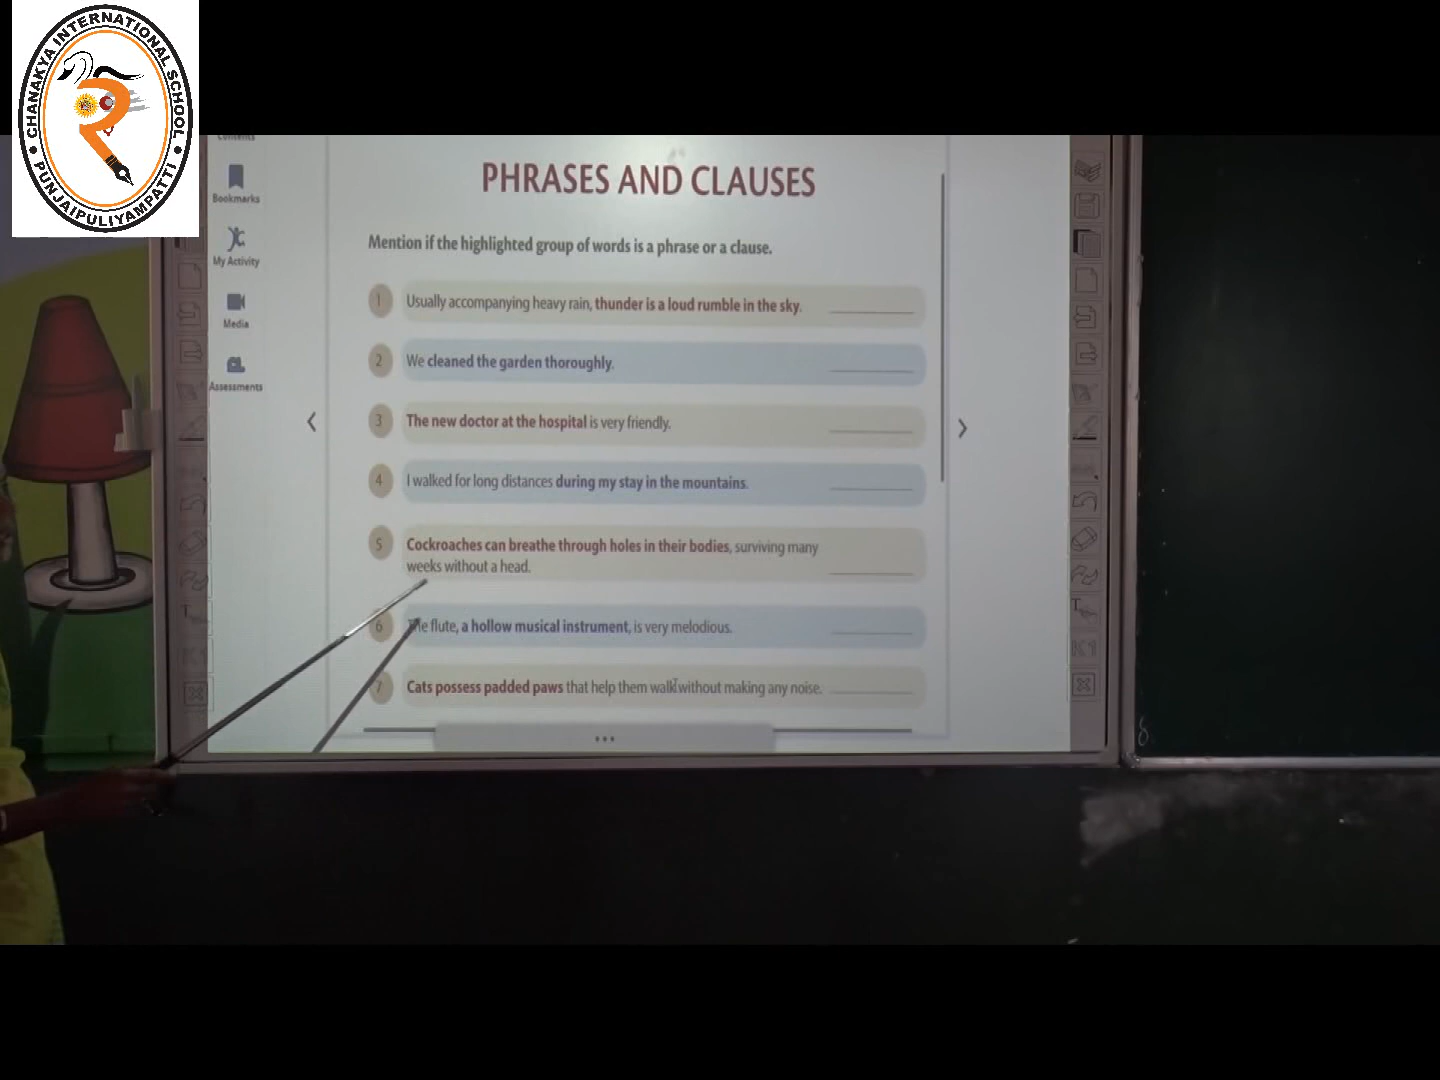 CHANAKYA INTERNATIONAL SCHOOL
PUNJAIPULIYAMPATTI
Contents
Bookmarks
My Activity
Media
Assessments
PHRASES AND CLAUSES
Mention if the highlighted group of words is a phrase or a clause.
1 Usually accompanying heavy rain, thunder is a loud rumble in the sky.
2 We cleaned the garden thoroughly.
3 The new doctor at the hospital is very friendly.
4 I walked for long distances during my stay in the mountains.
5 Cockroaches can breathe through holes in their bodies, surviving many
weeks without a head.
6 The flute, a hollow musical instrument, is very melodious.
7 Cats possess padded paws that help them walk without making any noise.